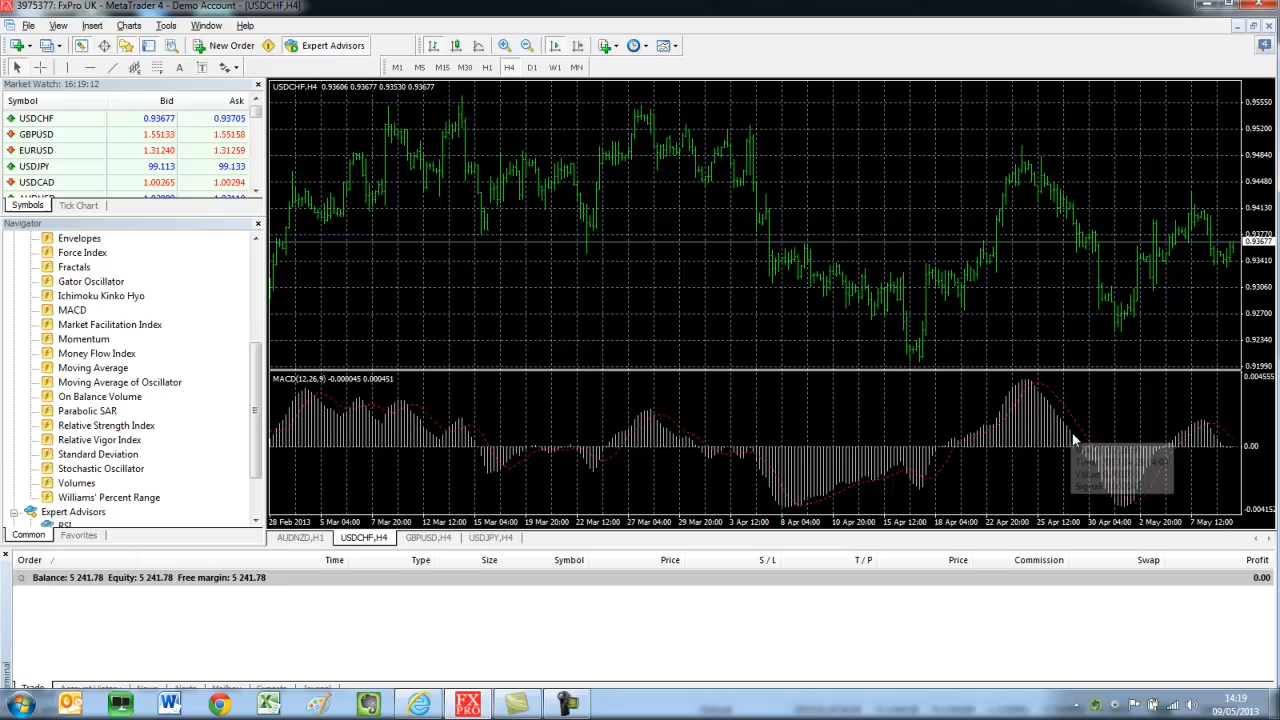 3975377: FxPro UK - MetaTrader 4 - Demo Account - [USDCHF,H4]
File View Insert Charts Tools Window Help
New Order Expert Advisors 4
M1 M5 M15 M30 H1 H4 D1 W1 MN
Market Watch: 16:19:12
Symbol Bid Ask
USDCHF 0.93677 0.93705
GBPUSD 1.55133 1.55158
EURUSD 1.31240 1.31259
USDJPY 99.113 99.133
USDCAD 1.00265 1.00294
Symbols Tick Chart
Navigator
Envelopes
Force Index
Fractals
Gator Oscillator
Ichimoku Kinko Hyo
MACD
Market Facilitation Index
Momentum
Money Flow Index
Moving Average
Moving Average of Oscillator
On Balance Volume
Parabolic SAR
Relative Strength Index
Relative Vigor Index
Standard Deviation
Stochastic Oscillator
Volumes
Williams' Percent Range
Expert Advisors
Common Favorites
USDCHF,H4 0.93606 0.93677 0.93530 0.93677
0.95550
0.95200
0.94840
0.94480
0.94130
0.93770
0.93677
0.93410
0.93060
0.92700
0.92340
0.91990
MACD(12,26,9) -0.000045 0.000451
0.004555
0.00
-0.004152
28 Feb 2013 5 Mar 04:00 7 Mar 20:00 12 Mar 12:00 15 Mar 04:00 19 Mar 20:00 22 Mar 12:00 27 Mar 04:00 29 Mar 20:00 3 Apr 12:00 8 Apr 04:00 10 Apr 20:00 15 Apr 12:00 18 Apr 04:00 22 Apr 20:00 25 Apr 12:00 30 Apr 04:00 2 May 20:00 7 May 12:00
AUDNZD,H1 USDCHF,H4 GBPUSD,H4 USDJPY,H4
Order / Time Type Size Symbol Price S / L T / P Price Commission Swap Profit
Balance: 5 241.78 Equity: 5 241.78 Free margin: 5 241.78 0.00
Terminal
FX PRO
14:19
09/05/2013